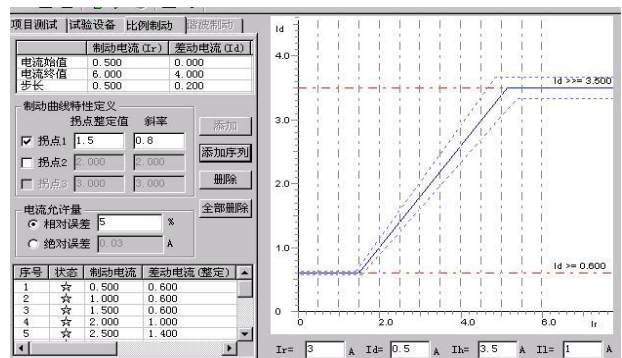 项目测试 试验设备 比例制动 谐波制动
制动电流(Ir) 差动电流(Id)
电流始值 0.500 0.000
电流终值 6.000 4.000
步长 0.500 0.200
制动曲线特性定义
拐点整定值 斜率
拐点1 1.5 0.8
拐点2 2.000 2.000
拐点3 3.000 3.000
添加
添加序列
删除
全部删除
电流允许量
相对误差 5 %
绝对误差 0.03 A
序号 状态 制动电流 差动电流(整定)
1 ☆ 0.500 0.600
2 ☆ 1.000 0.600
3 ☆ 1.500 0.600
4 ☆ 2.000 1.000
5 ☆ 2.500 1.400
Id
4.0
Id >>= 3.500
3.0
2.0
1.0
Id >= 0.600
0
0 2.0 4.0 6.0 Ir
Ir= 3 A Id= 0.5 A Ih= 3.5 A Il= 1 A